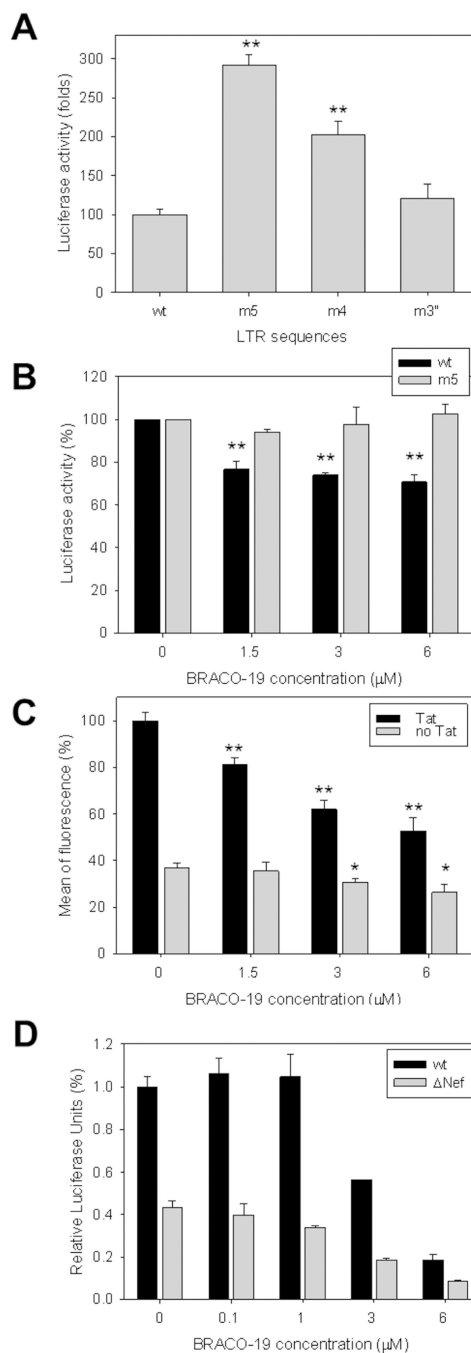 A
Luciferase activity (folds)
300
250
200
150
100
50
0
**
**
wt m5 m4 m3"
LTR sequences
B
wt
m5
Luciferase activity (%)
120
100
80
60
40
20
0
** ** **
0 1.5 3 6
BRACO-19 concentration (µM)
C
Tat
no Tat
Mean of fluorescence (%)
100
80
60
40
20
0
**
**
**
* *
0 1.5 3 6
BRACO-19 concentration (µM)
D
wt
ΔNef
Relative Luciferase Units (%)
1.2
1.0
0.8
0.6
0.4
0.2
0.0
0 0.1 1 3 6
BRACO-19 concentration (µM)